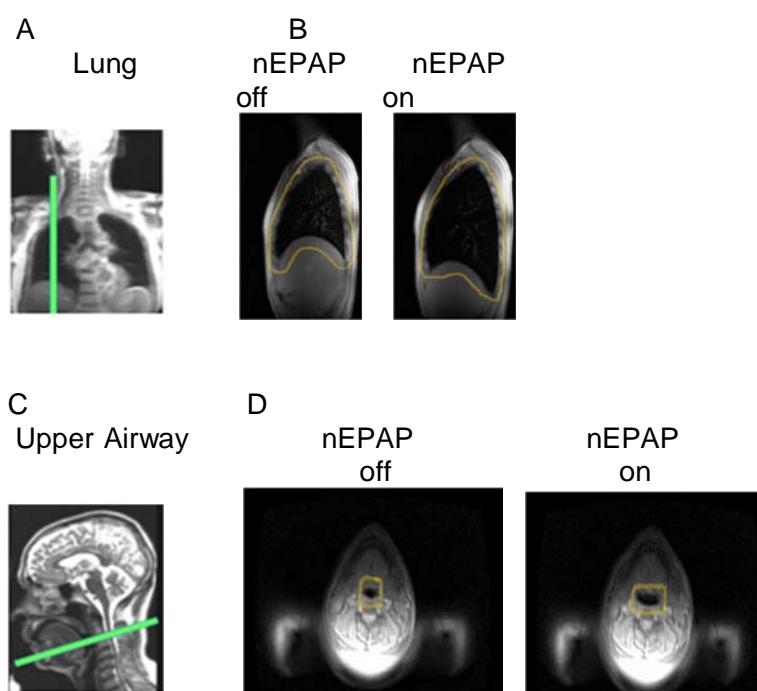 A
Lung
B
nEPAP
off
nEPAP
on
C
Upper Airway
D
nEPAP
off
nEPAP
on